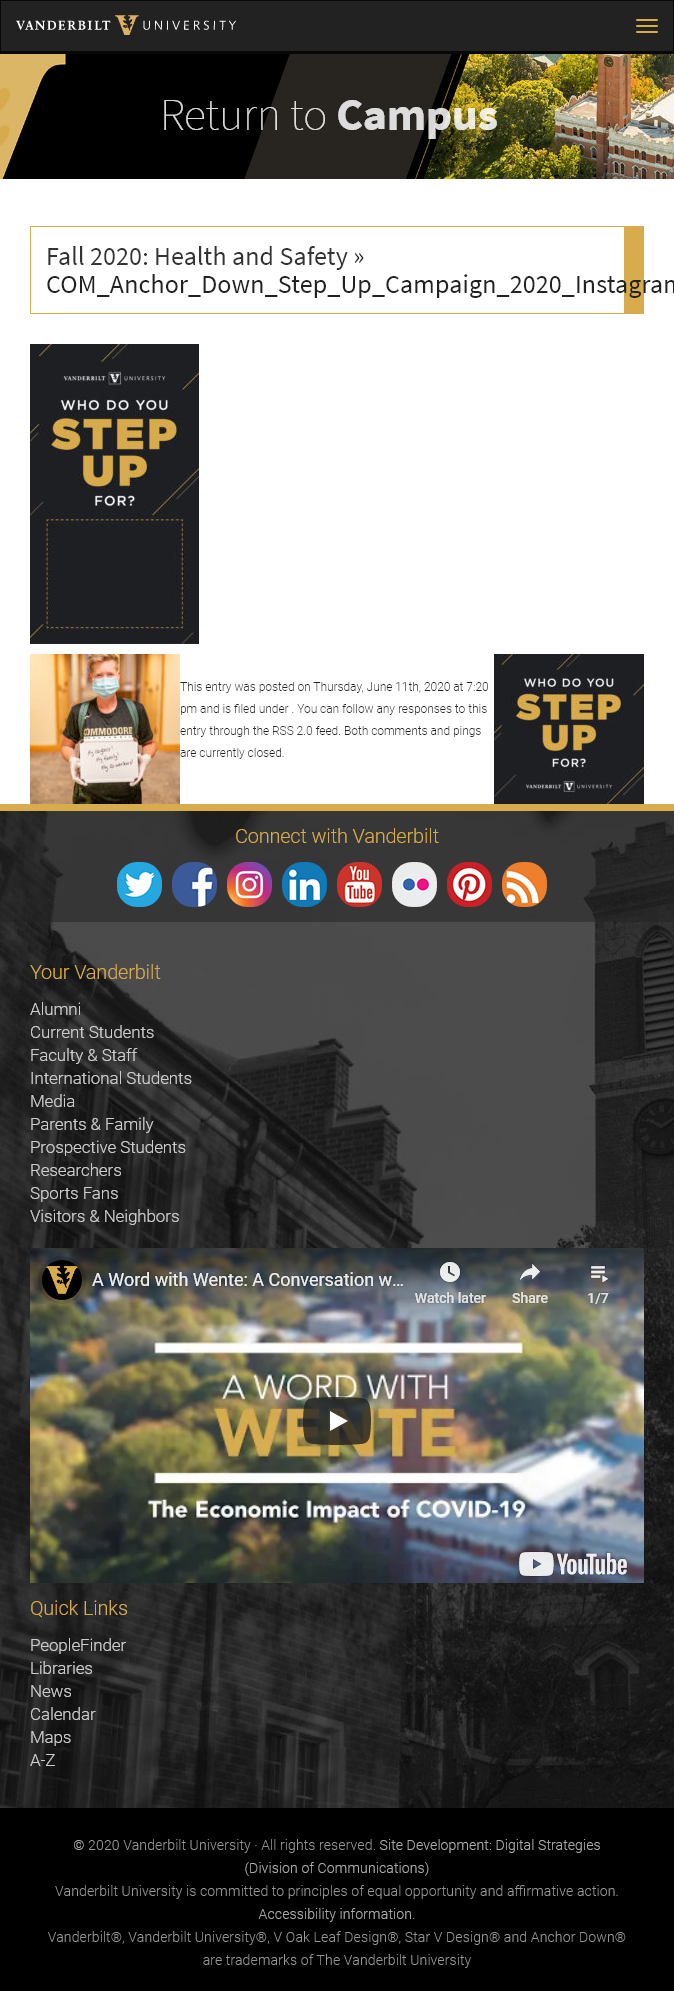 VANDERBILT UNIVERSITY
Return to Campus
Fall 2020: Health and Safety »
COM_Anchor_Down_Step_Up_Campaign_2020_Instagram
VANDERBILT UNIVERSITY
WHO DO YOU
STEP
UP
FOR?
COMMODORE
My surgeon!
My family!
My co-workers!
This entry was posted on Thursday, June 11th, 2020 at 7:20
pm and is filed under . You can follow any responses to this
entry through the RSS 2.0 feed. Both comments and pings
are currently closed.
WHO DO YOU
STEP
UP
FOR?
VANDERBILT UNIVERSITY
Connect with Vanderbilt
You
Tube
Your Vanderbilt
Alumni
Current Students
Faculty & Staff
International Students
Media
Parents & Family
Prospective Students
Researchers
Sports Fans
Visitors & Neighbors
A Word with Wente: A Conversation w...
Watch later
Share
1/7
A WORD WITH
WENTE
The Economic Impact of COVID-19
YouTube
Quick Links
PeopleFinder
Libraries
News
Calendar
Maps
A-Z
© 2020 Vanderbilt University · All rights reserved. Site Development: Digital Strategies
(Division of Communications)
Vanderbilt University is committed to principles of equal opportunity and affirmative action.
Accessibility information.
Vanderbilt®, Vanderbilt University®, V Oak Leaf Design®, Star V Design® and Anchor Down®
are trademarks of The Vanderbilt University